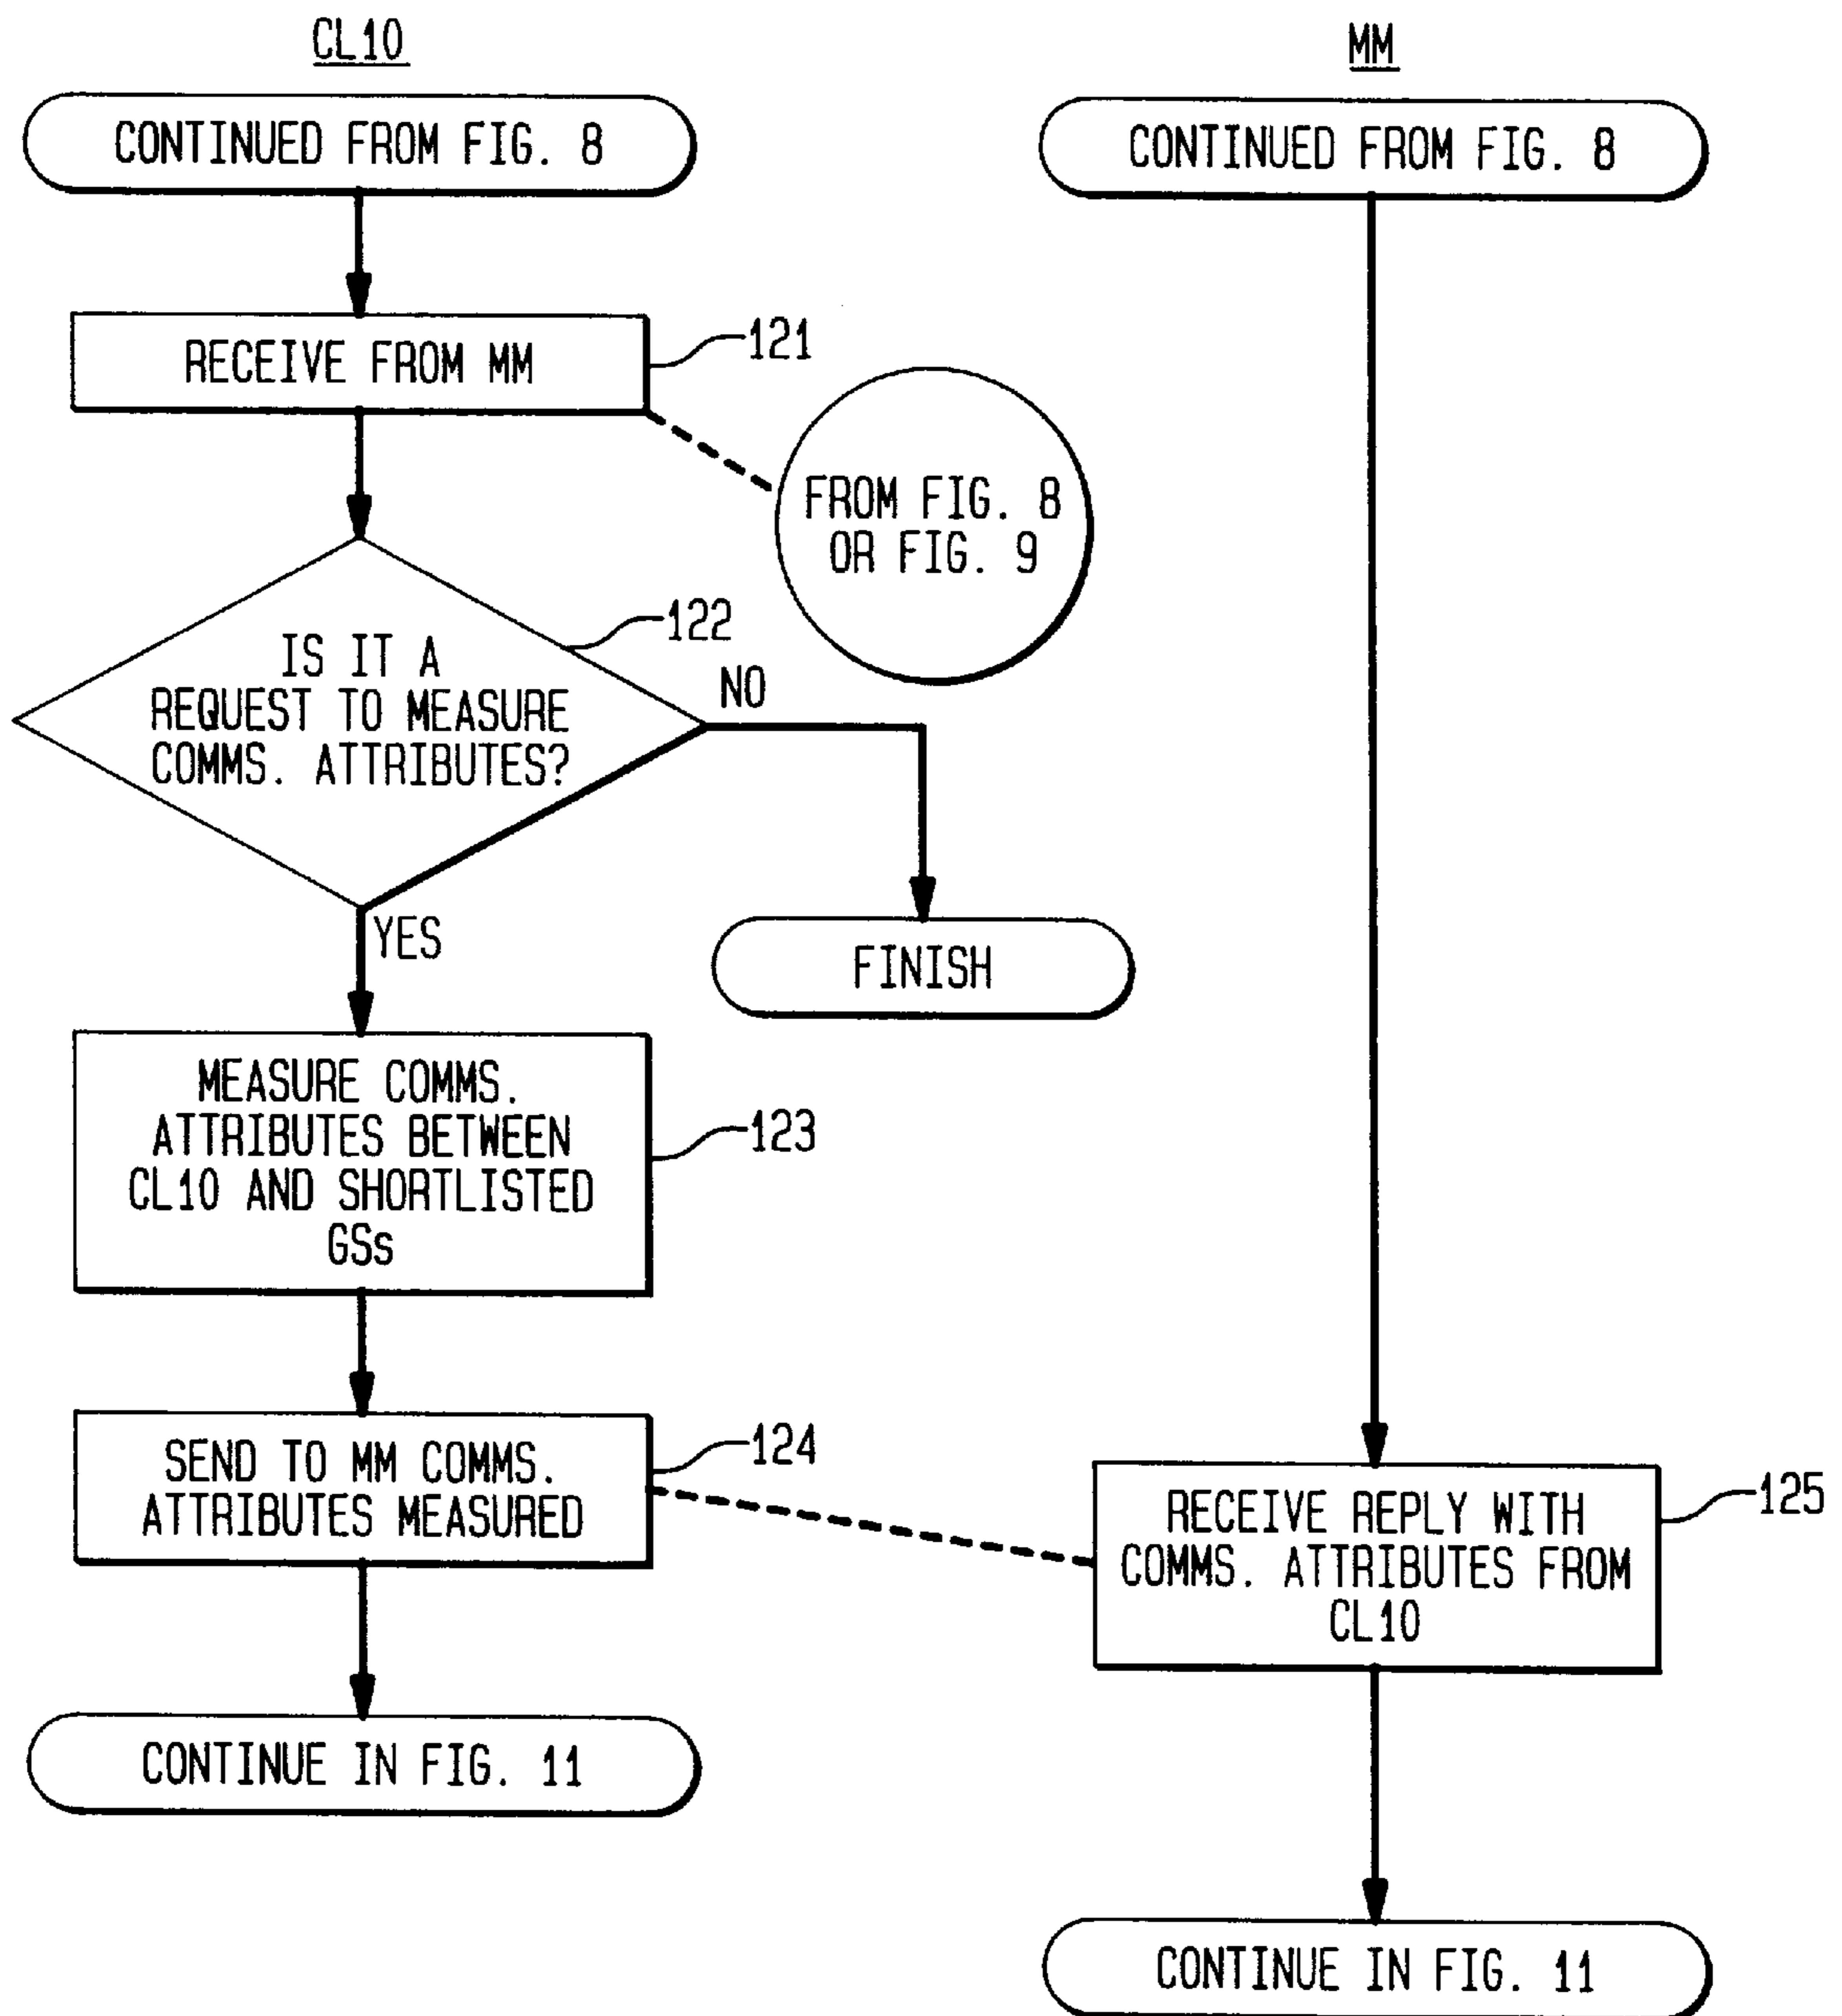 CL10
CONTINUED FROM FIG. 8
RECEIVE FROM MM
121
FROM FIG. 8
OR FIG. 9
IS IT A
REQUEST TO MEASURE
COMMS. ATTRIBUTES?
122
NO
YES
FINISH
MEASURE COMMS.
ATTRIBUTES BETWEEN
CL10 AND SHORTLISTED
GSs
123
SEND TO MM COMMS.
ATTRIBUTES MEASURED
124
CONTINUE IN FIG. 11
MM
CONTINUED FROM FIG. 8
RECEIVE REPLY WITH
COMMS. ATTRIBUTES FROM
CL10
125
CONTINUE IN FIG. 11